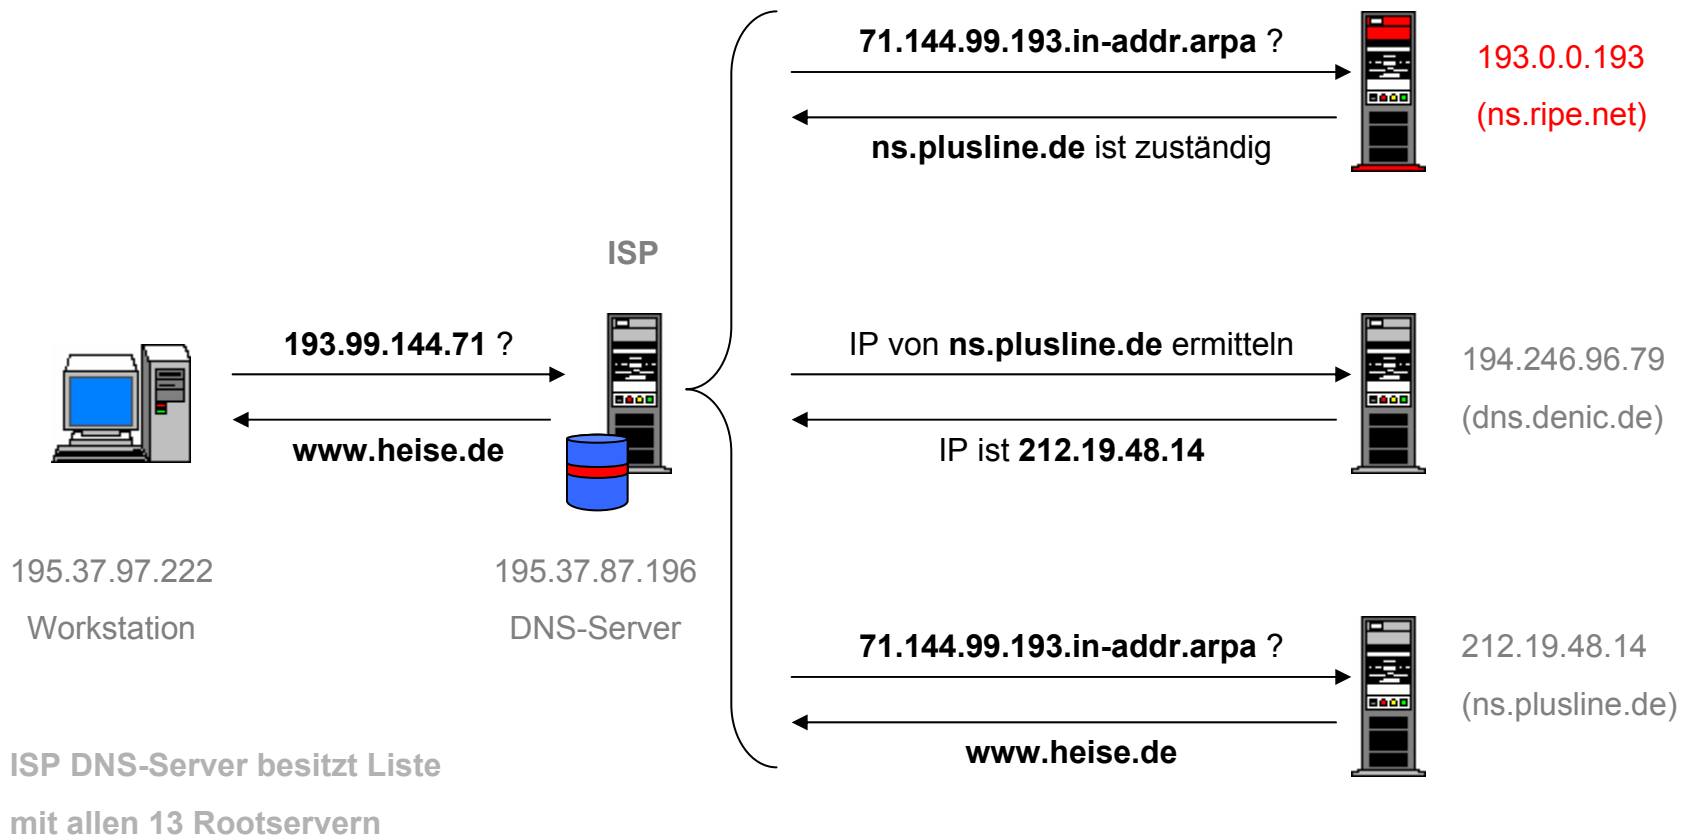 71.144.99.193.in-addr.arpa ?
193.0.0.193
(ns.ripe.net)
ns.plusline.de ist zuständig
ISP
193.99.144.71 ?
www.heise.de
IP von ns.plusline.de ermitteln
194.246.96.79
(dns.denic.de)
IP ist 212.19.48.14
195.37.97.222
Workstation
195.37.87.196
DNS-Server
71.144.99.193.in-addr.arpa ?
212.19.48.14
(ns.plusline.de)
www.heise.de
ISP DNS-Server besitzt Liste
mit allen 13 Rootservern